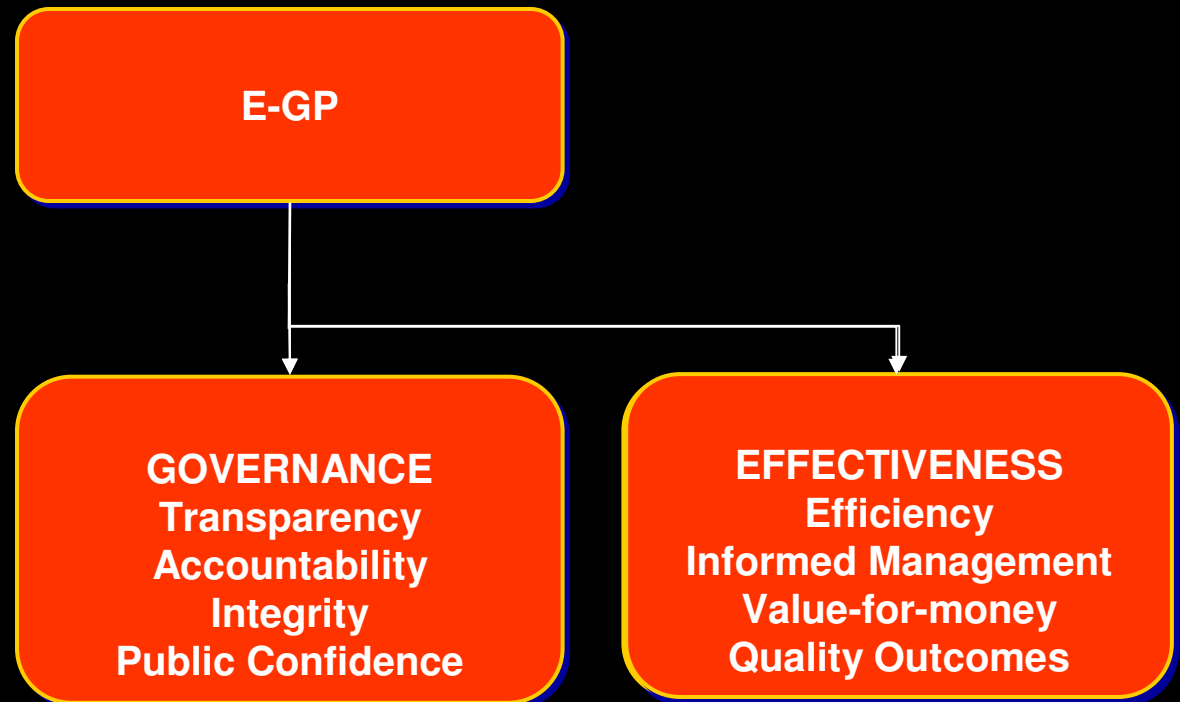 E-GP
GOVERNANCE
Transparency
Accountability
Integrity
Public Confidence
EFFECTIVENESS
Efficiency
Informed Management
Value-for-money
Quality Outcomes